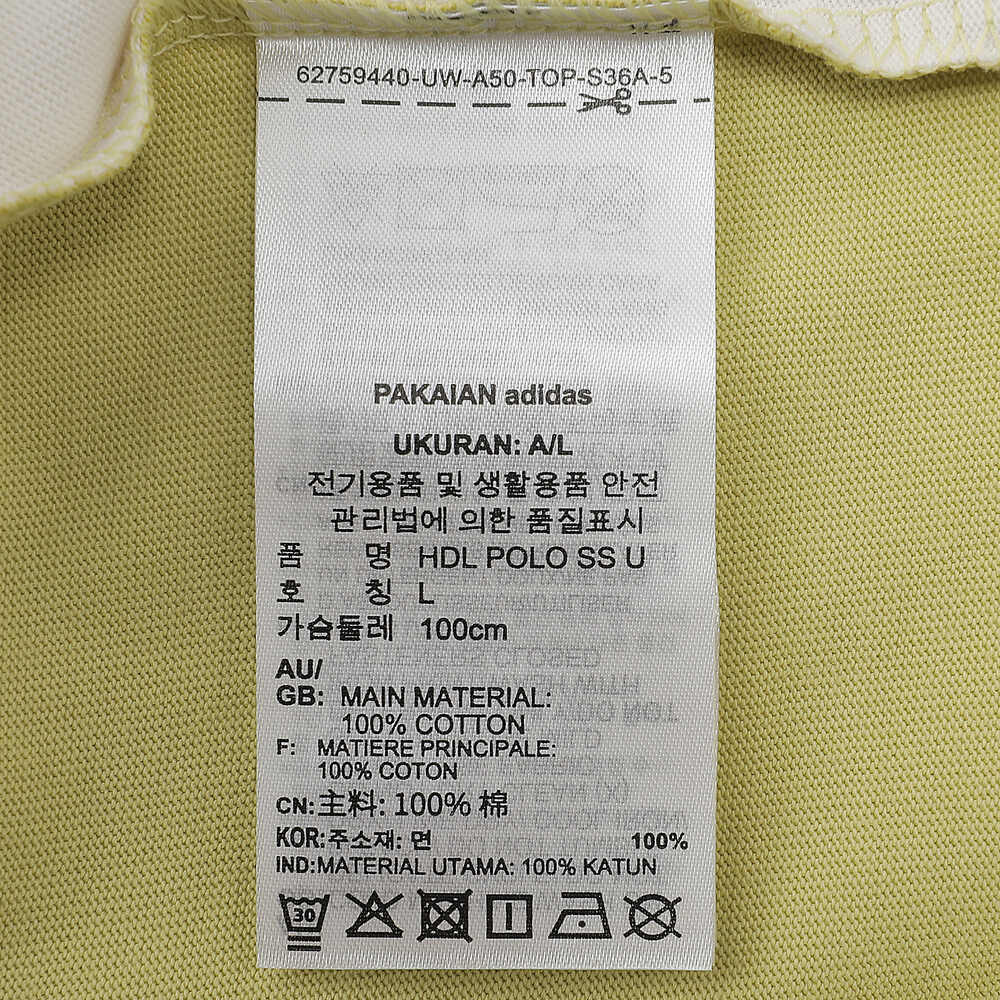 62759440-UW-A50-TOP-S36A-5
PAKAIAN adidas
UKURAN: A/L
전기용품 및 생활용품 안전
관리법에 의한 품질표시
품 명 HDL POLO SS U
호 칭 L
가슴둘레 100cm
AU/
GB: MAIN MATERIAL:
100% COTTON
F: MATIERE PRINCIPALE:
100% COTON
CN:主料: 100% 棉
KOR:주소재: 면 100%
IND:MATERIAL UTAMA: 100% KATUN
30